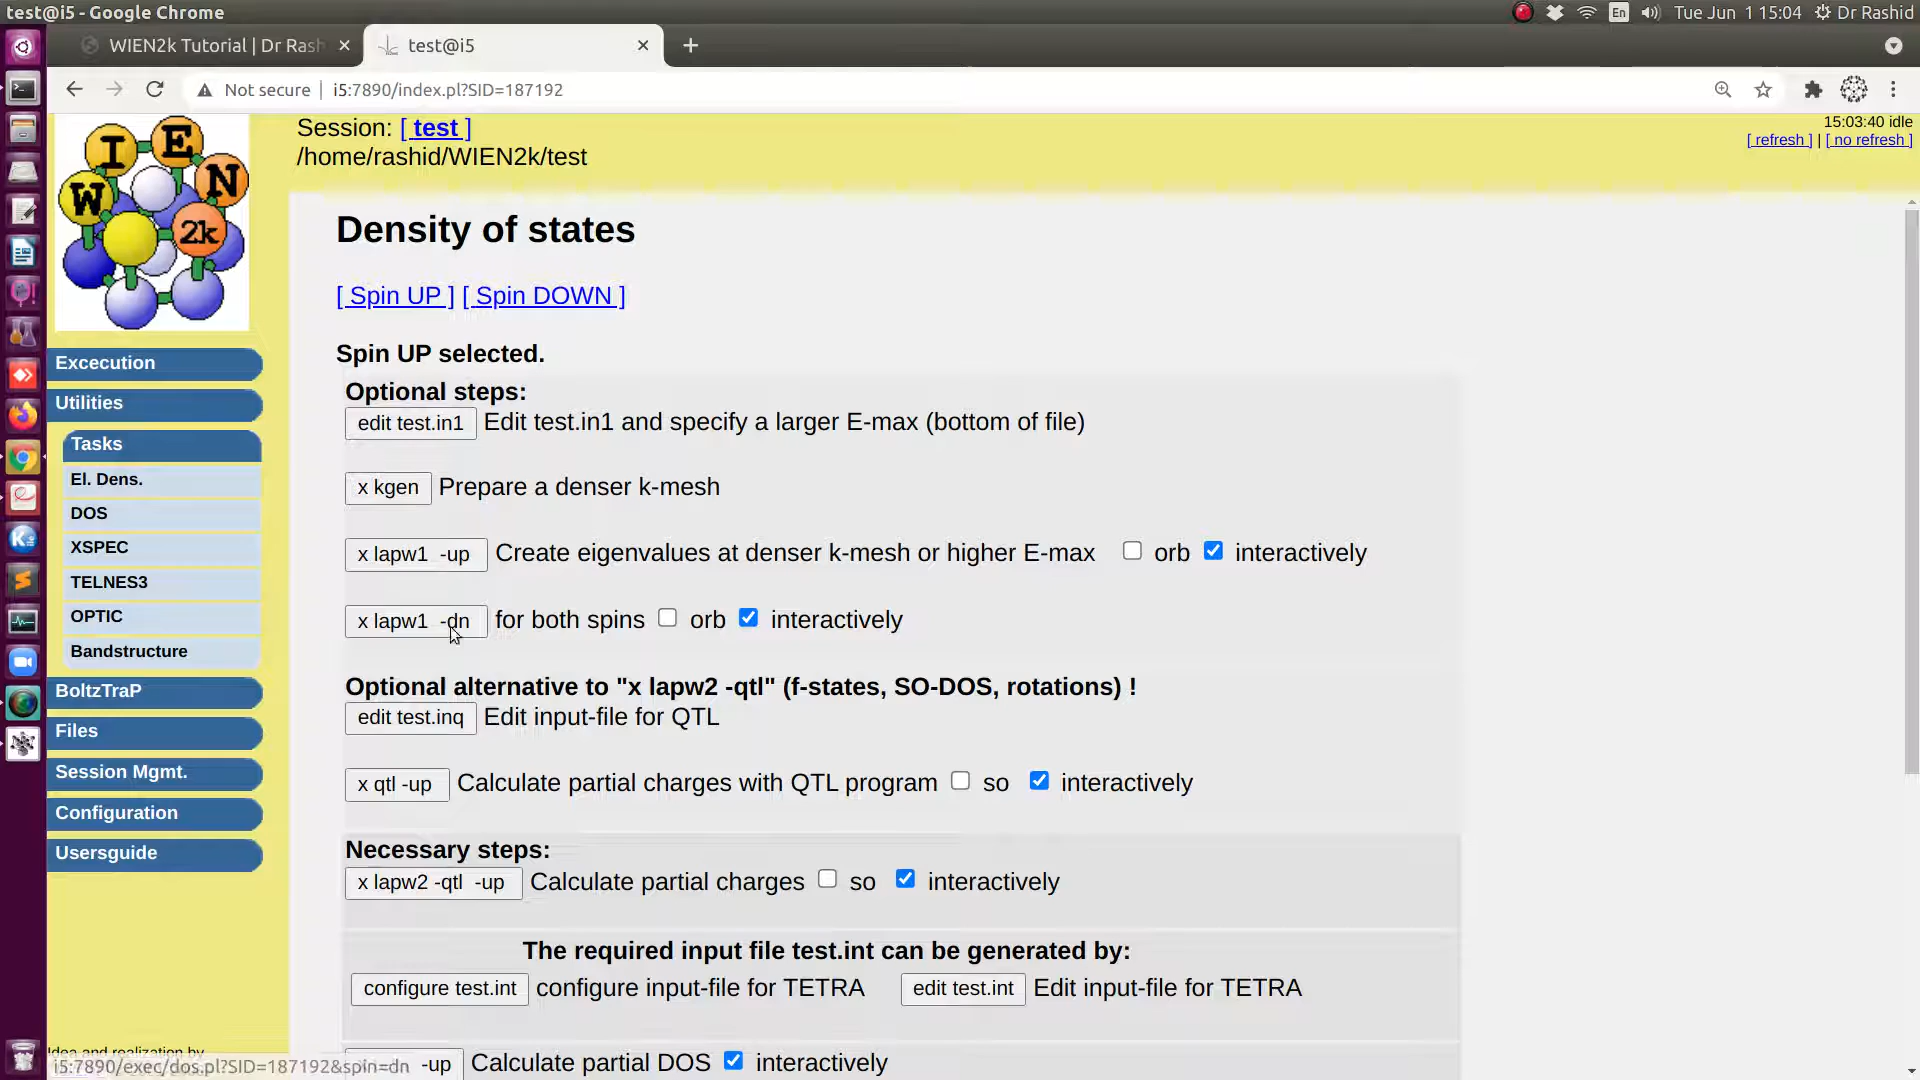 test@i5 - Google Chrome
En Tue Jun 1 15:04 Dr Rashid
WIEN2k Tutorial | Dr Rash
test@i5
Not secure | i5:7890/index.pl?SID=187192
WIEN 2k
Session: [ test ]
/home/rashid/WIEN2k/test
15:03:40 idle
[ refresh ] | [ no refresh ]
Density of states
[ Spin UP ] [ Spin DOWN ]
Spin UP selected.
Optional steps:
edit test.in1 Edit test.in1 and specify a larger E-max (bottom of file)
x kgen Prepare a denser k-mesh
x lapw1 -up Create eigenvalues at denser k-mesh or higher E-max orb interactively
x lapw1 -dn for both spins orb interactively
Optional alternative to "x lapw2 -qtl" (f-states, SO-DOS, rotations) !
edit test.inq Edit input-file for QTL
x qtl -up Calculate partial charges with QTL program so interactively
Necessary steps:
x lapw2 -qtl -up Calculate partial charges so interactively
The required input file test.int can be generated by:
configure test.int configure input-file for TETRA edit test.int Edit input-file for TETRA
-up Calculate partial DOS interactively
Excecution
Utilities
Tasks
El. Dens.
DOS
XSPEC
TELNES3
OPTIC
Bandstructure
BoltzTraP
Files
Session Mgmt.
Configuration
Usersguide
Idea and realization by
i5:7890/exec/dos.pl?SID=187192&spin=dn